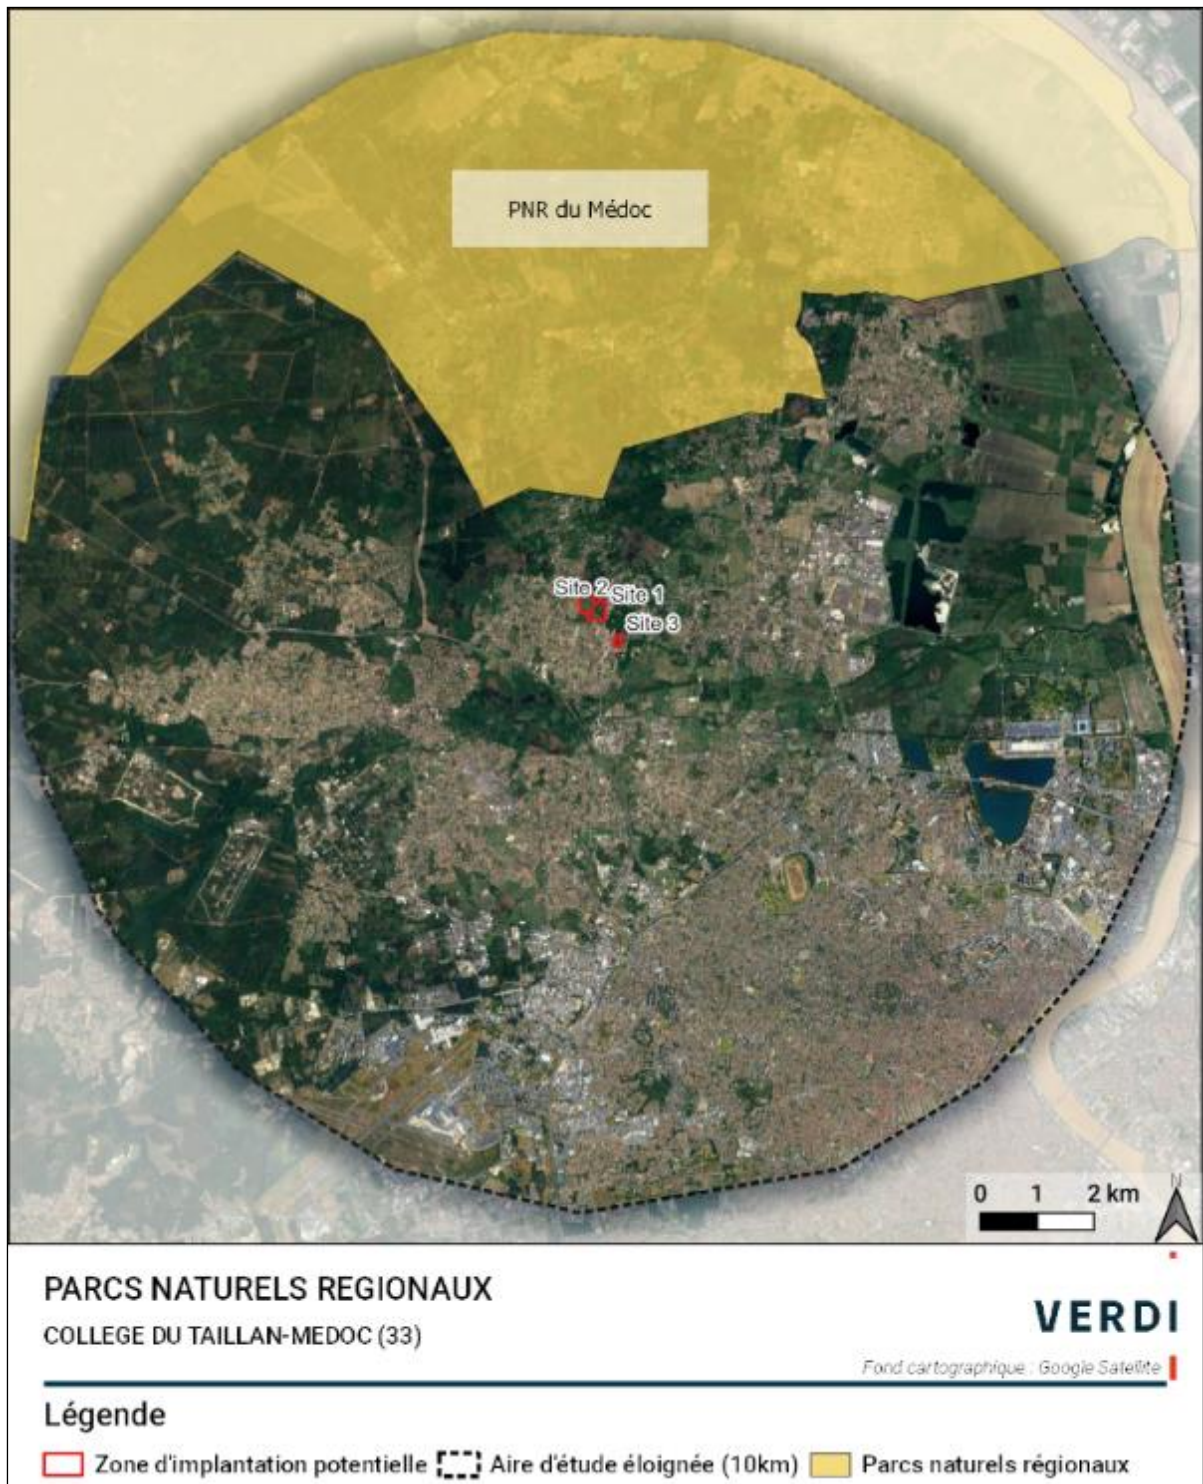 PNR du Médoc
Site 2
Site 1
Site 3
0 1 2 km
N
PARCS NATURELS REGIONAUX
COLLEGE DU TAILLAN-MEDOC (33)
VERDI
Fond cartographique : Google Satellite
Légende
Zone d'implantation potentielle Aire d'étude éloignée (10km) Parcs naturels régionaux